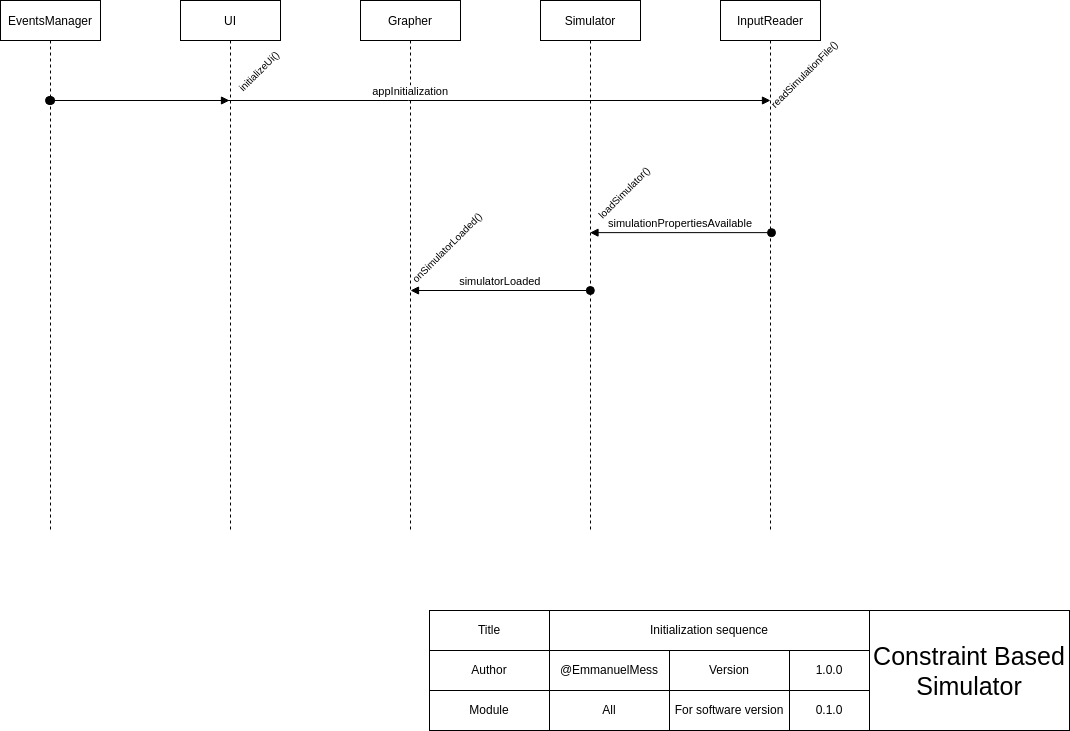 EventsManager
UI
Grapher
Simulator
InputReader
initializeUi()
readSimulationFile()
appInitialization
loadSimulator()
simulationPropertiesAvailable
onSimulatorLoaded()
simulatorLoaded
Title
Initialization sequence
Author
@EmmanuelMess
Version
1.0.0
Module
All
For software version
0.1.0
Constraint Based
Simulator